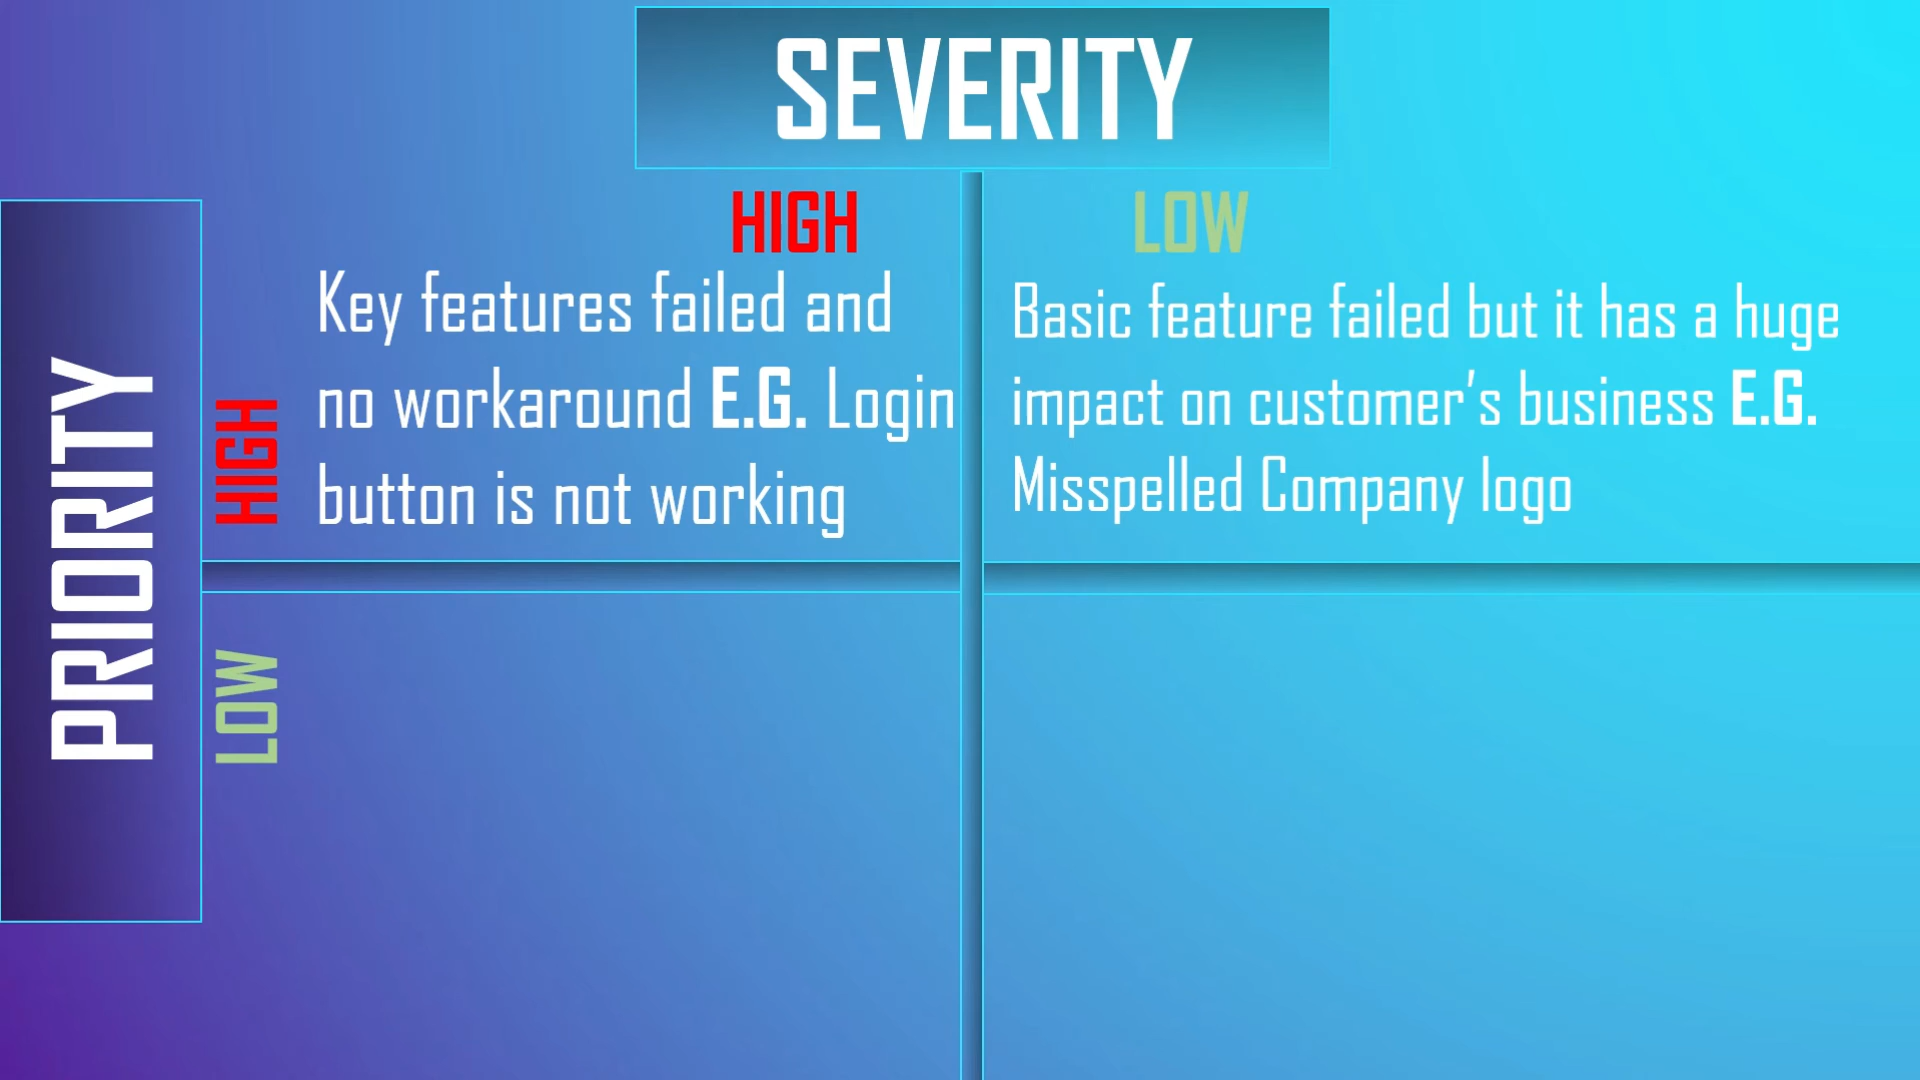 SEVERITY
HIGH
LOW
PRIORITY
HIGH
Key features failed and
no workaround E.G. Login
button is not working
Basic feature failed but it has a huge
impact on customer’s business E.G.
Misspelled Company logo
LOW